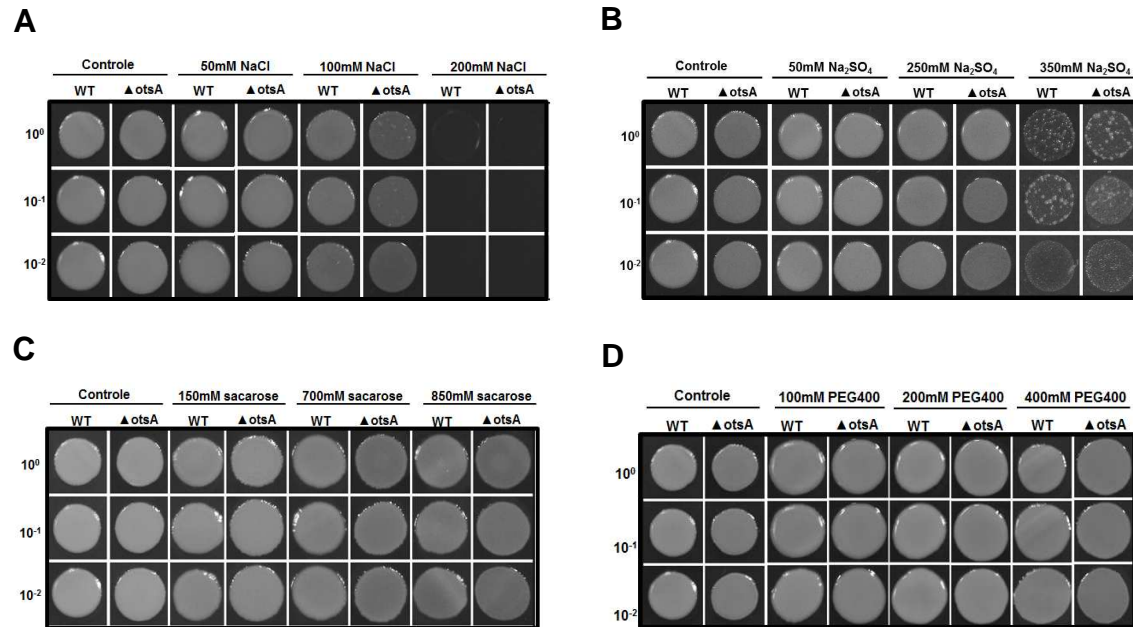 A
Controle 50mM NaCl 100mM NaCl 200mM NaCl
WT ▲otsA WT ▲otsA WT ▲otsA WT ▲otsA
10⁰
10⁻¹
10⁻²
B
Controle 50mM Na₂SO₄ 250mM Na₂SO₄ 350mM Na₂SO₄
WT ▲otsA WT ▲otsA WT ▲otsA WT ▲otsA
10⁰
10⁻¹
10⁻²
C
Controle 150mM sacarose 700mM sacarose 850mM sacarose
WT ▲otsA WT ▲otsA WT ▲otsA WT ▲otsA
10⁰
10⁻¹
10⁻²
D
Controle 100mM PEG400 200mM PEG400 400mM PEG400
WT ▲otsA WT ▲otsA WT ▲otsA WT ▲otsA
10⁰
10⁻¹
10⁻²